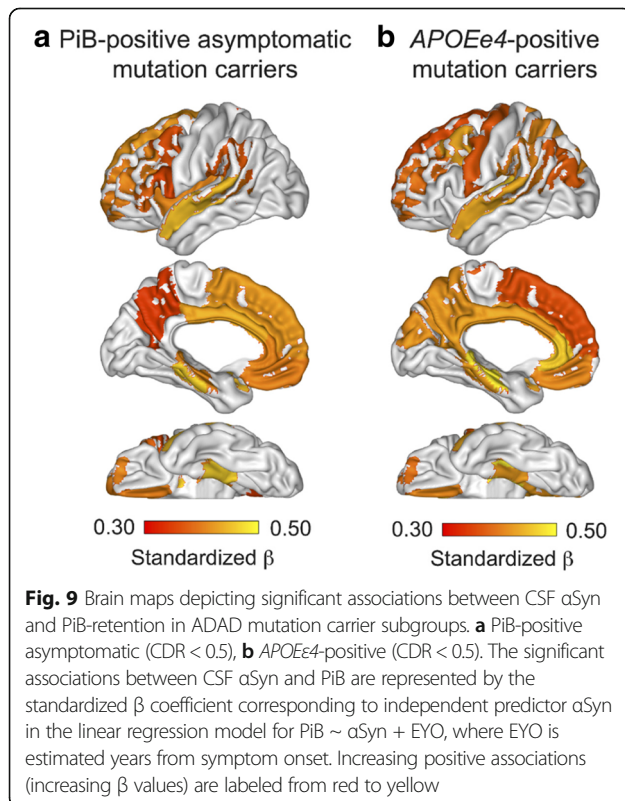 a PiB-positive asymptomatic
mutation carriers
b APOEe4-positive
mutation carriers
0.30 0.50
Standardized β
0.30 0.50
Standardized β
Fig. 9 Brain maps depicting significant associations between CSF αSyn
and PiB-retention in ADAD mutation carrier subgroups. a PiB-positive
asymptomatic (CDR < 0.5), b APOEε4-positive (CDR < 0.5). The significant
associations between CSF αSyn and PiB are represented by the
standardized β coefficient corresponding to independent predictor αSyn
in the linear regression model for PiB ~ αSyn + EYO, where EYO is
estimated years from symptom onset. Increasing positive associations
(increasing β values) are labeled from red to yellow